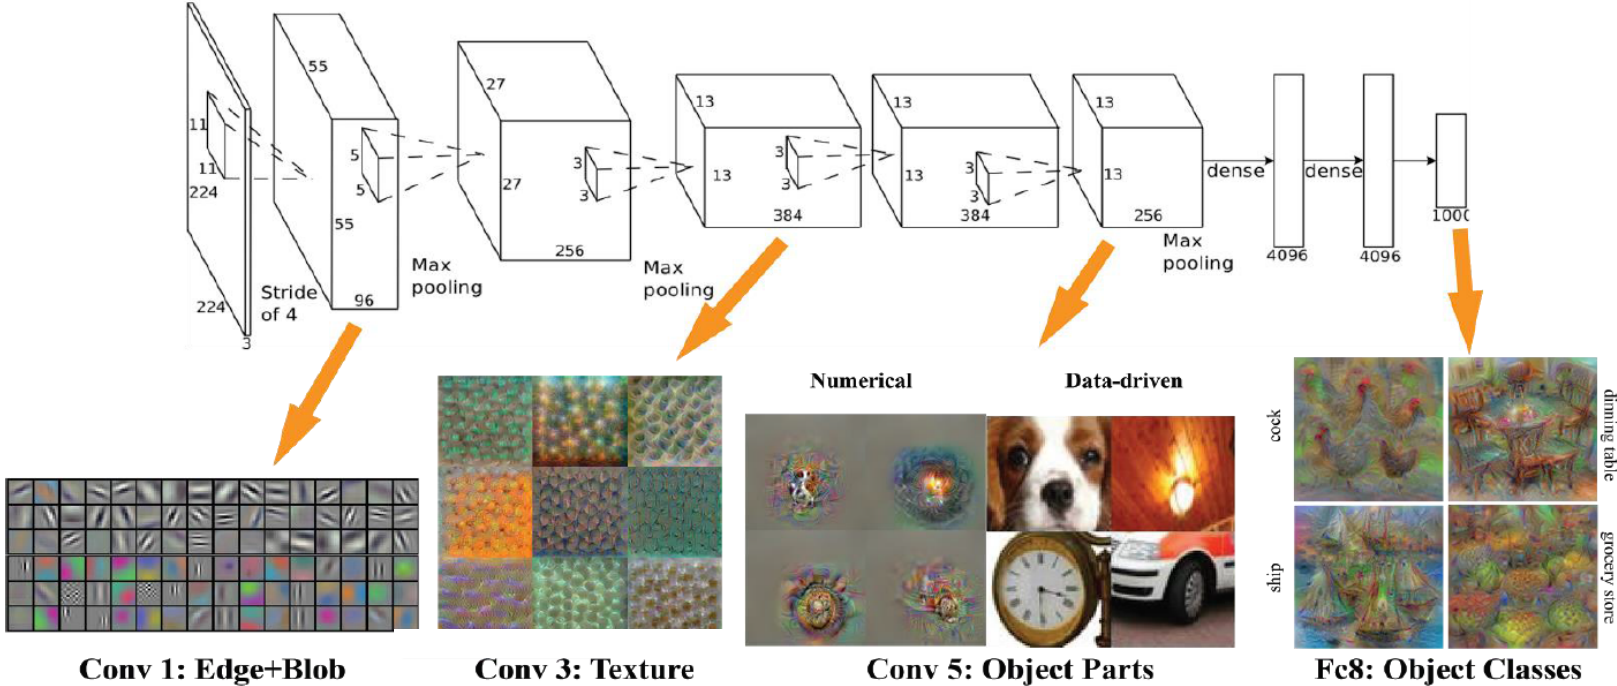 55
27
13
13
13
11
5
3
3
3
11
5
27
3
13
3
13
3
13
dense
dense
224
55
384
384
256
1000
256
Max
pooling
Max
pooling
Max
pooling
4096
4096
224
Stride
of 4
96
3
Numerical
Data-driven
cock
dinning table
ship
grocery store
Conv 1: Edge+Blob
Conv 3: Texture
Conv 5: Object Parts
Fc8: Object Classes